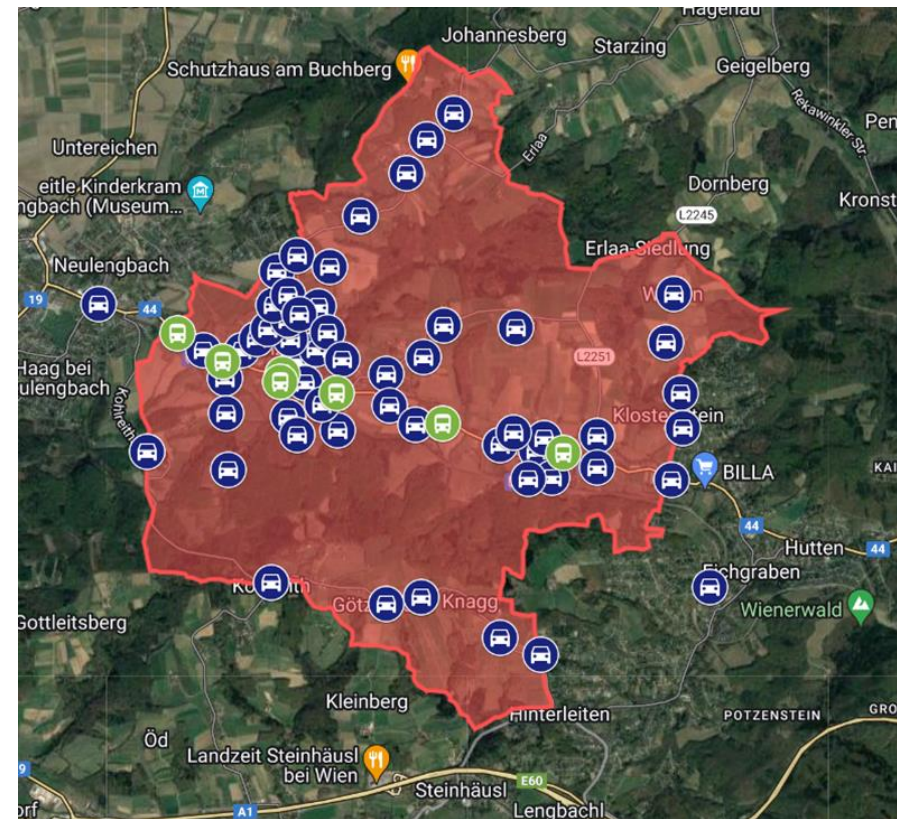 Hagenau
Johannesberg
Starzing
Schutzhaus am Buchberg
Geigelberg
Rekawinkler Str.
Pen
Untereichen
Erlaa
eitle Kinderkram
ngbach (Museum...
Dornberg
Kronst
L2245
Erlaa-Siedlung
Neulengbach
19
44
L2251
Haag bei
ulengbach
Kohlreith
BILLA
KAI
44
Hutten
44
Eichgraben
Knagg
Wienerwald
Gottleitsberg
Kleinberg
Hinterleiten
POTZENSTEIN
GRO
Öd
Landzeit Steinhäusl
bei Wien
9
E60
Steinhäusl
orf
A1
Lengbachl